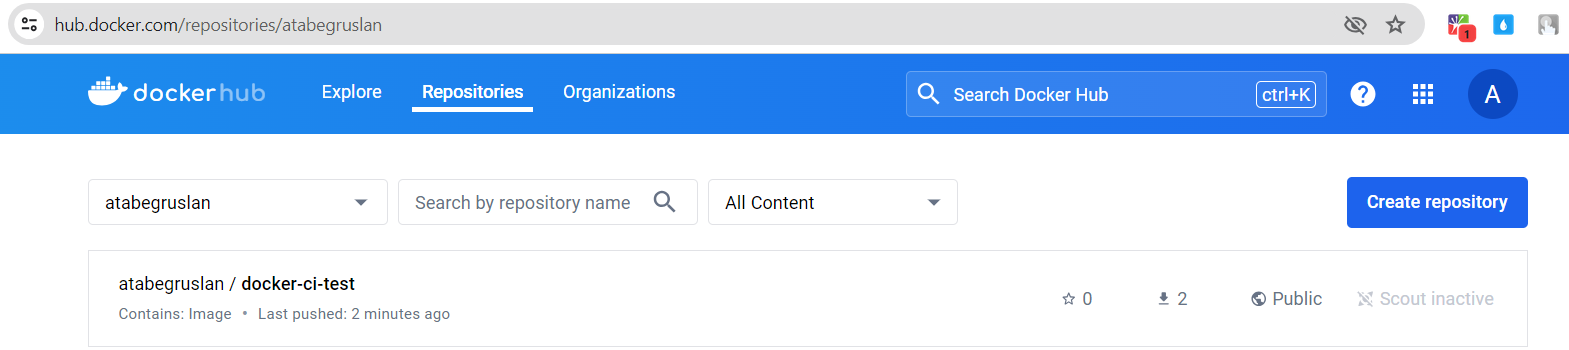 hub.docker.com/repositories/atabegruslan
1
dockerhub Explore Repositories Organizations Search Docker Hub ctrl+K ? A
atabegruslan Search by repository name All Content Create repository
atabegruslan / docker-ci-test
0 2 Public Scout inactive
Contains: Image • Last pushed: 2 minutes ago